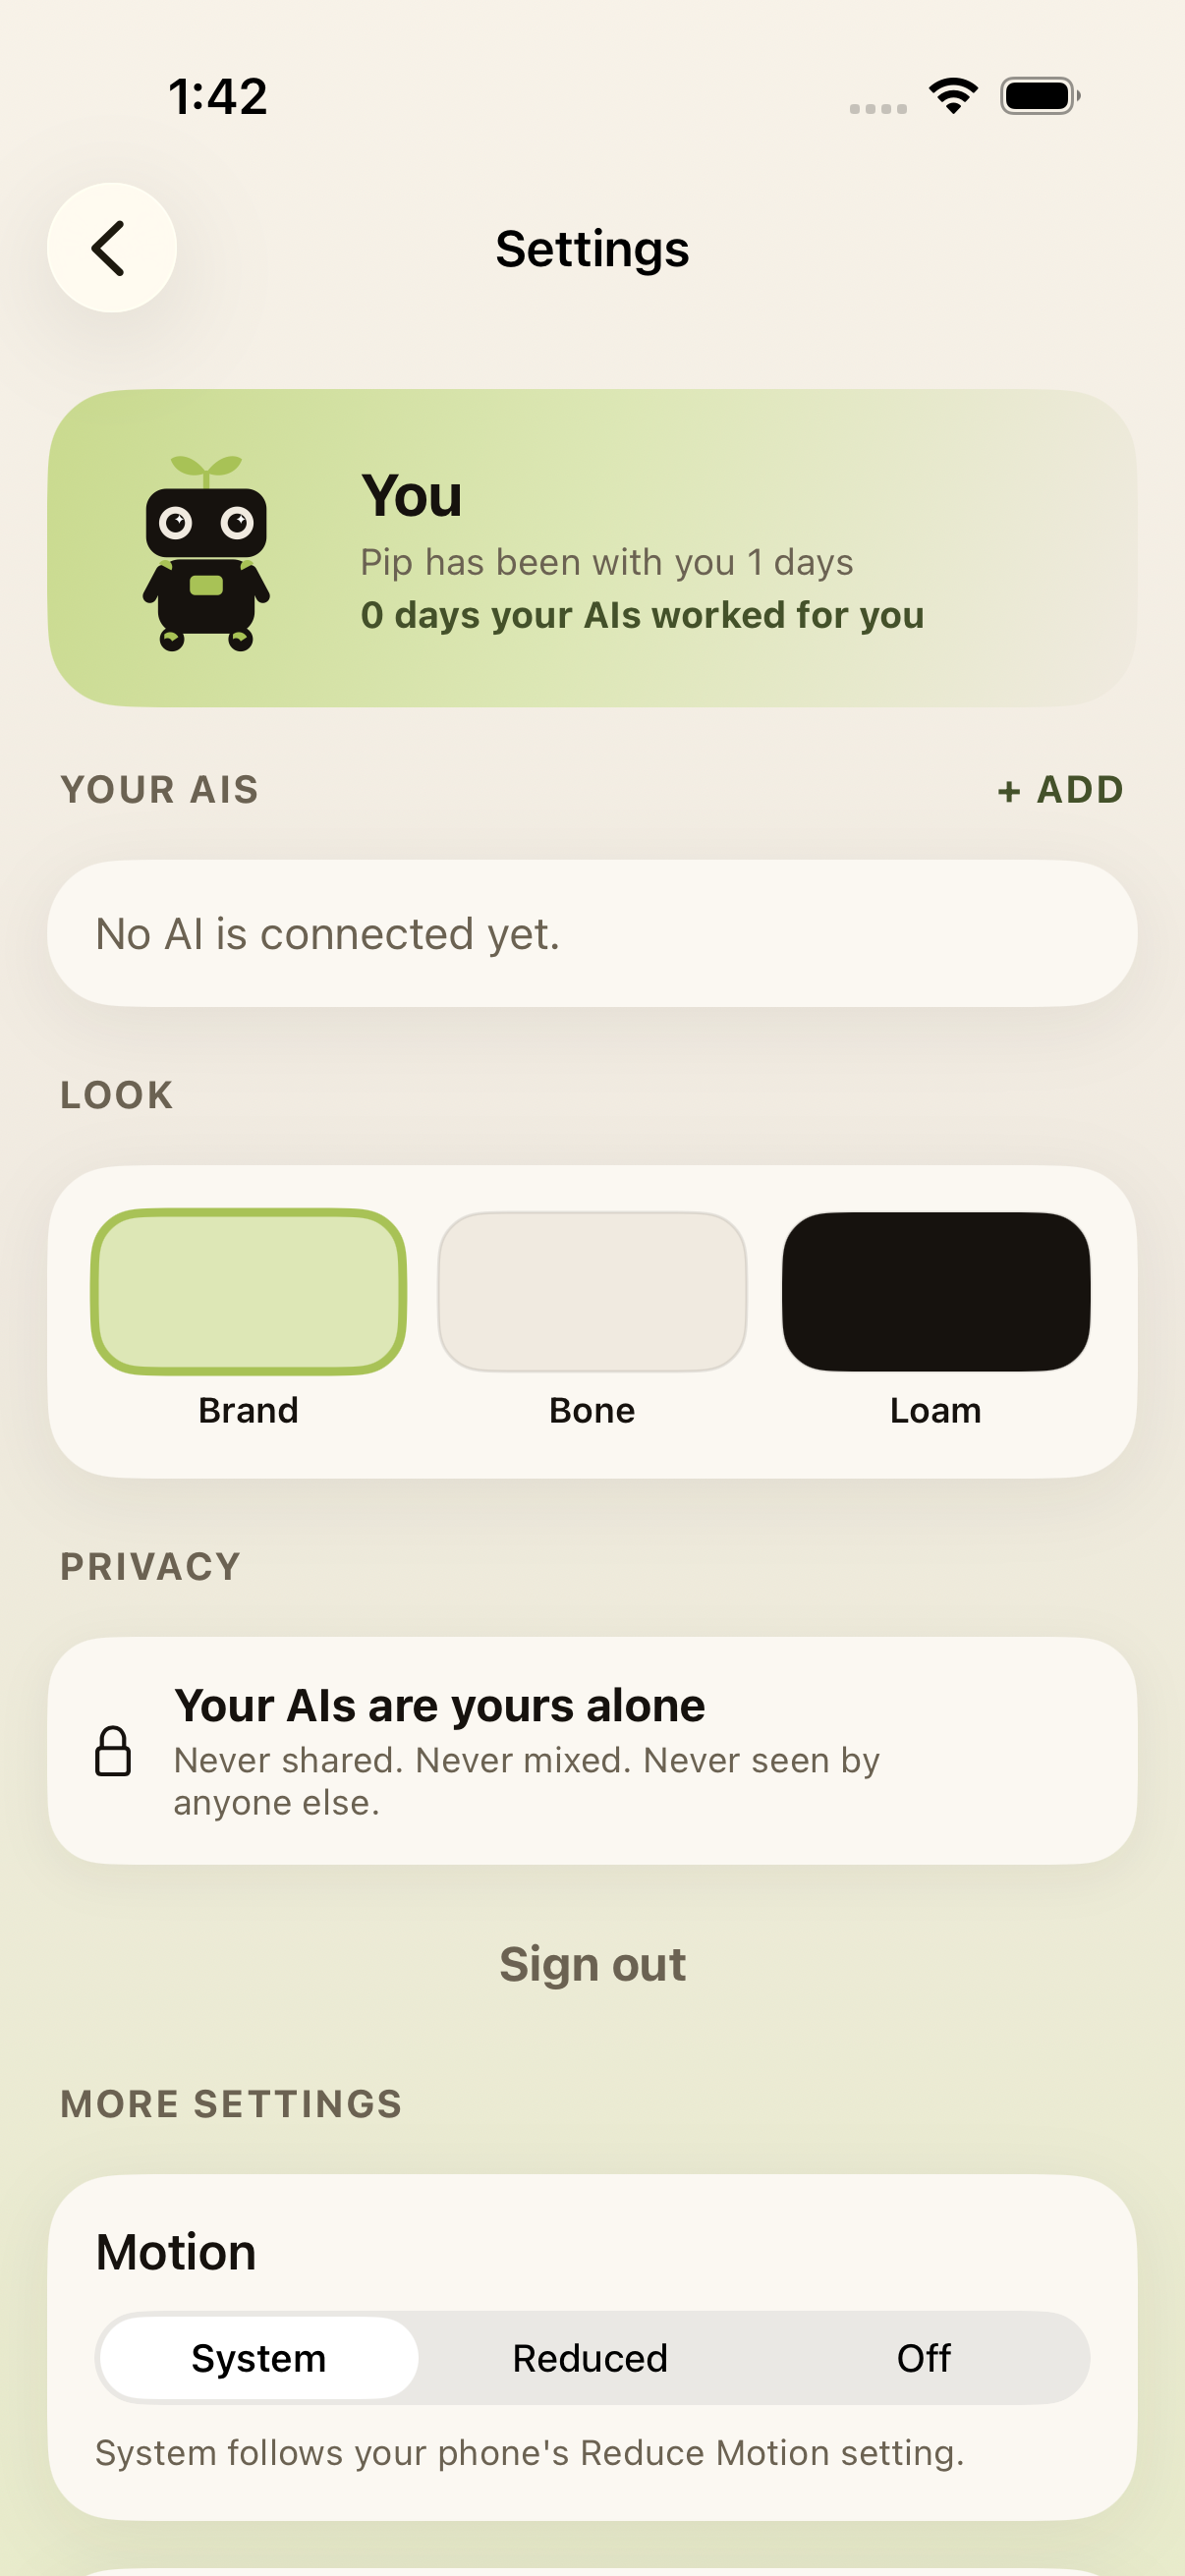 1:42
Settings
You
Pip has been with you 1 days
0 days your AIs worked for you
YOUR AIS
+ ADD
No AI is connected yet.
LOOK
Brand
Bone
Loam
PRIVACY
Your AIs are yours alone
Never shared. Never mixed. Never seen by
anyone else.
Sign out
MORE SETTINGS
Motion
System
Reduced
Off
System follows your phone's Reduce Motion setting.